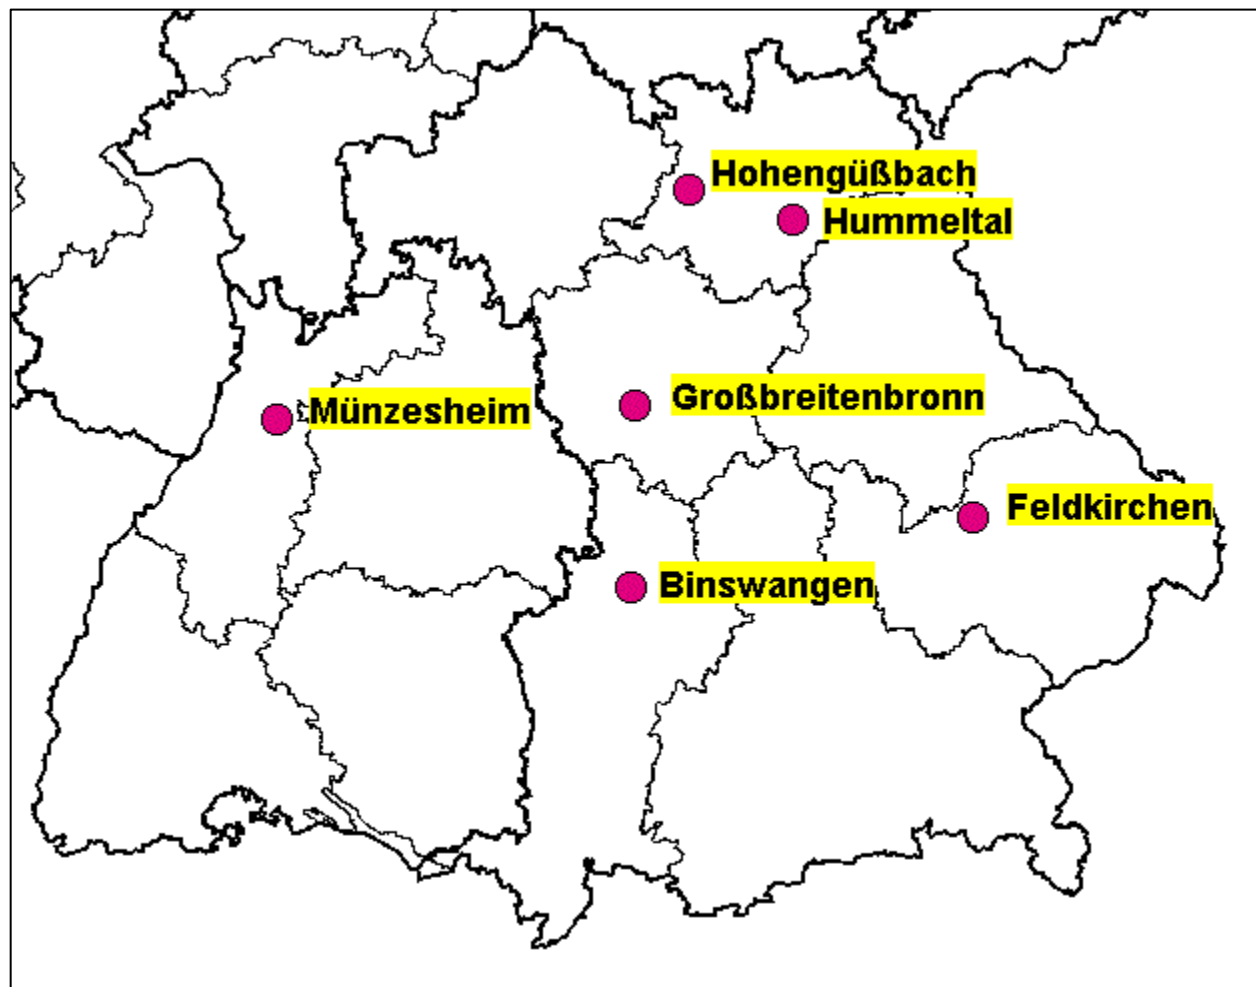 Hohengüßbach
Hummeltal
Großbreitenbronn
Münzesheim
Feldkirchen
Binswangen